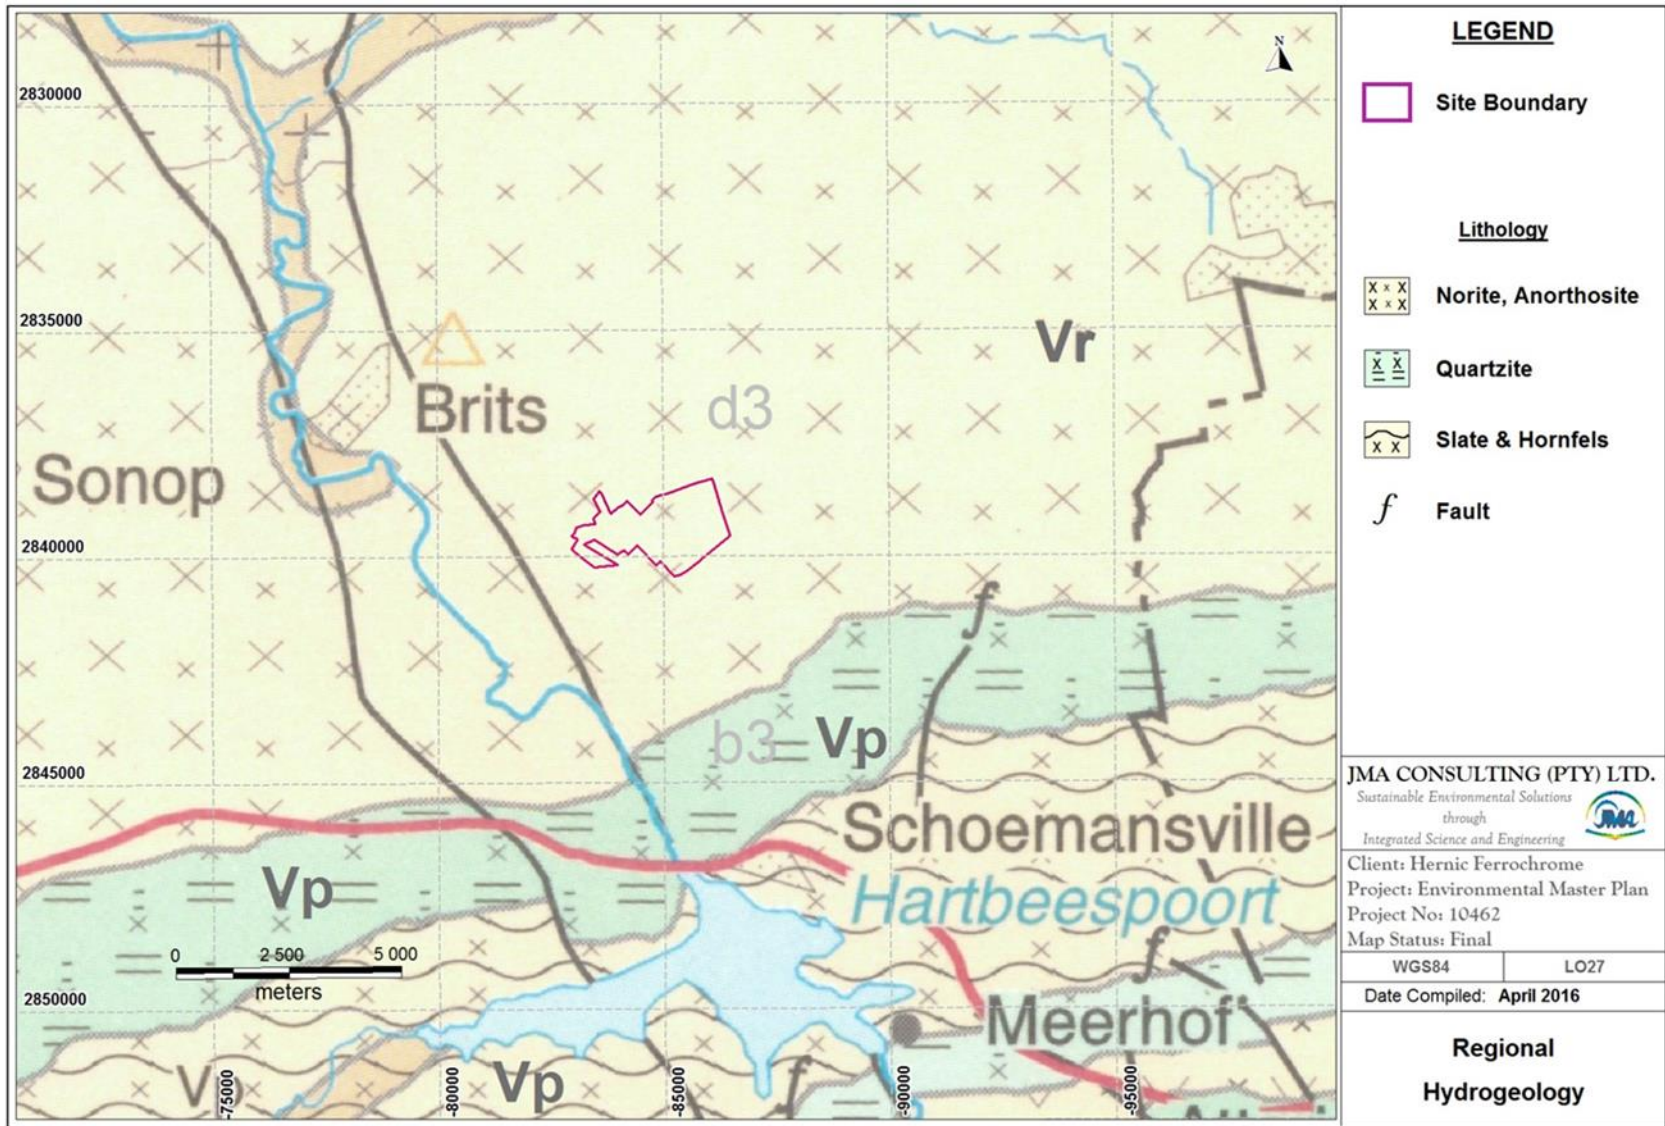 2830000
2835000
2840000
2845000
2850000
-75000
-80000
-85000
-90000
-95000
N
Vr
d3
Brits
Sonop
f
Vp
b3
Schoemansville
Hartbeespoort
Vp
f
Meerhof
Vp
f
0 2 500 5 000
meters
LEGEND
Site Boundary
Lithology
Norite, Anorthosite
Quartzite
Slate & Hornfels
f Fault
JMA CONSULTING (PTY) LTD.
Sustainable Environmental Solutions
through
Integrated Science and Engineering
JMA
Client: Hernic Ferrochrome
Project: Environmental Master Plan
Project No: 10462
Map Status: Final
WGS84 LO27
Date Compiled: April 2016
Regional
Hydrogeology